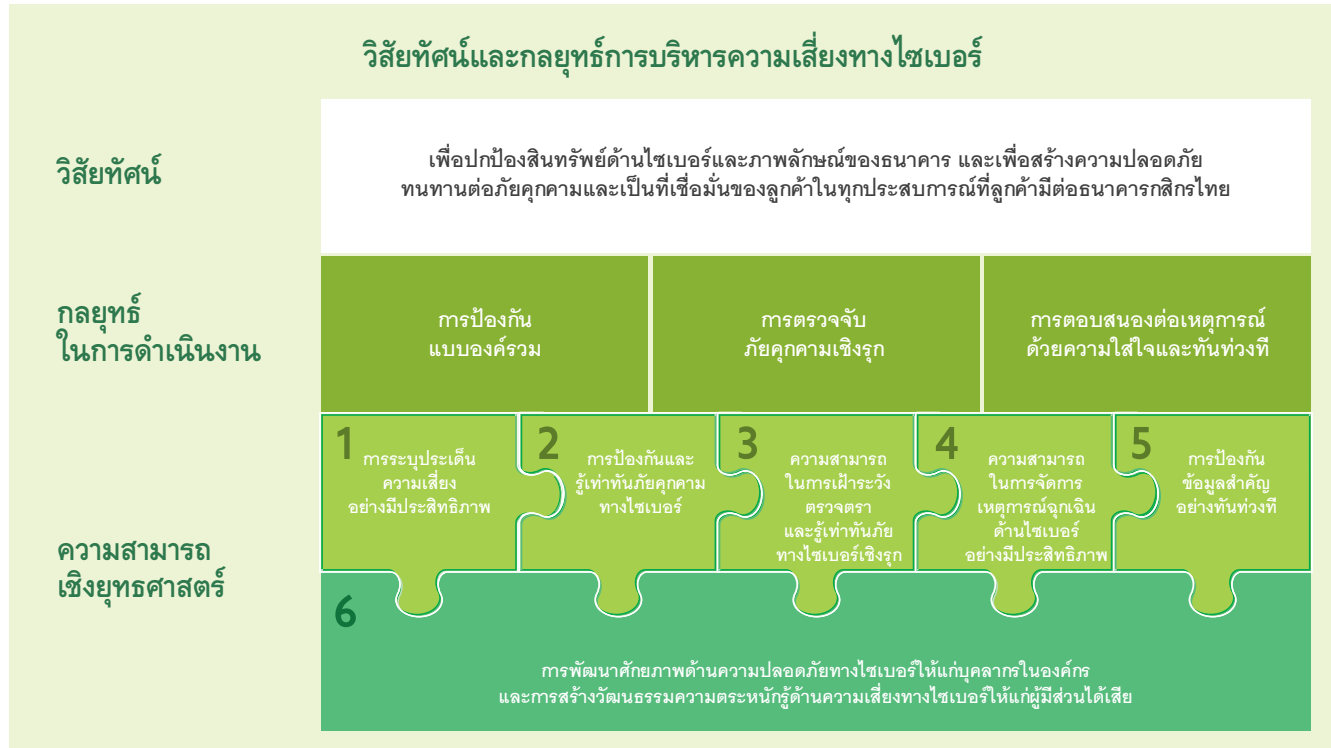 วิสัยทัศน์และกลยุทธ์การบริหารความเสี่ยงทางไซเบอร์
วิสัยทัศน์
เพื่อปกป้องสินทรัพย์ด้านไซเบอร์และภาพลักษณ์ของธนาคาร และเพื่อสร้างความปลอดภัย
ทนทานต่อภัยคุกคามและเป็นที่เชื่อมั่นของลูกค้าในทุกประสบการณ์ที่ลูกค้ามีต่อธนาคารกสิกรไทย
กลยุทธ์
ในการดำเนินงาน
การป้องกัน
แบบองค์รวม
การตรวจจับ
ภัยคุกคามเชิงรุก
การตอบสนองต่อเหตุการณ์
ด้วยความใส่ใจและทันท่วงที
ความสามารถ
เชิงยุทธศาสตร์
1
การระบุประเด็น
ความเสี่ยง
อย่างมีประสิทธิภาพ
2
การป้องกันและ
รู้เท่าทันภัยคุกคาม
ทางไซเบอร์
3
ความสามารถ
ในการเฝ้าระวัง
ตรวจตรา
และรู้เท่าทันภัย
ทางไซเบอร์เชิงรุก
4
ความสามารถ
ในการจัดการ
เหตุการณ์ฉุกเฉิน
ด้านไซเบอร์
อย่างมีประสิทธิภาพ
5
การป้องกัน
ข้อมูลสำคัญ
อย่างทันท่วงที
6
การพัฒนาศักยภาพด้านความปลอดภัยทางไซเบอร์ให้แก่บุคลากรในองค์กร
และการสร้างวัฒนธรรมความตระหนักรู้ด้านความเสี่ยงทางไซเบอร์ให้แก่ผู้มีส่วนได้เสีย